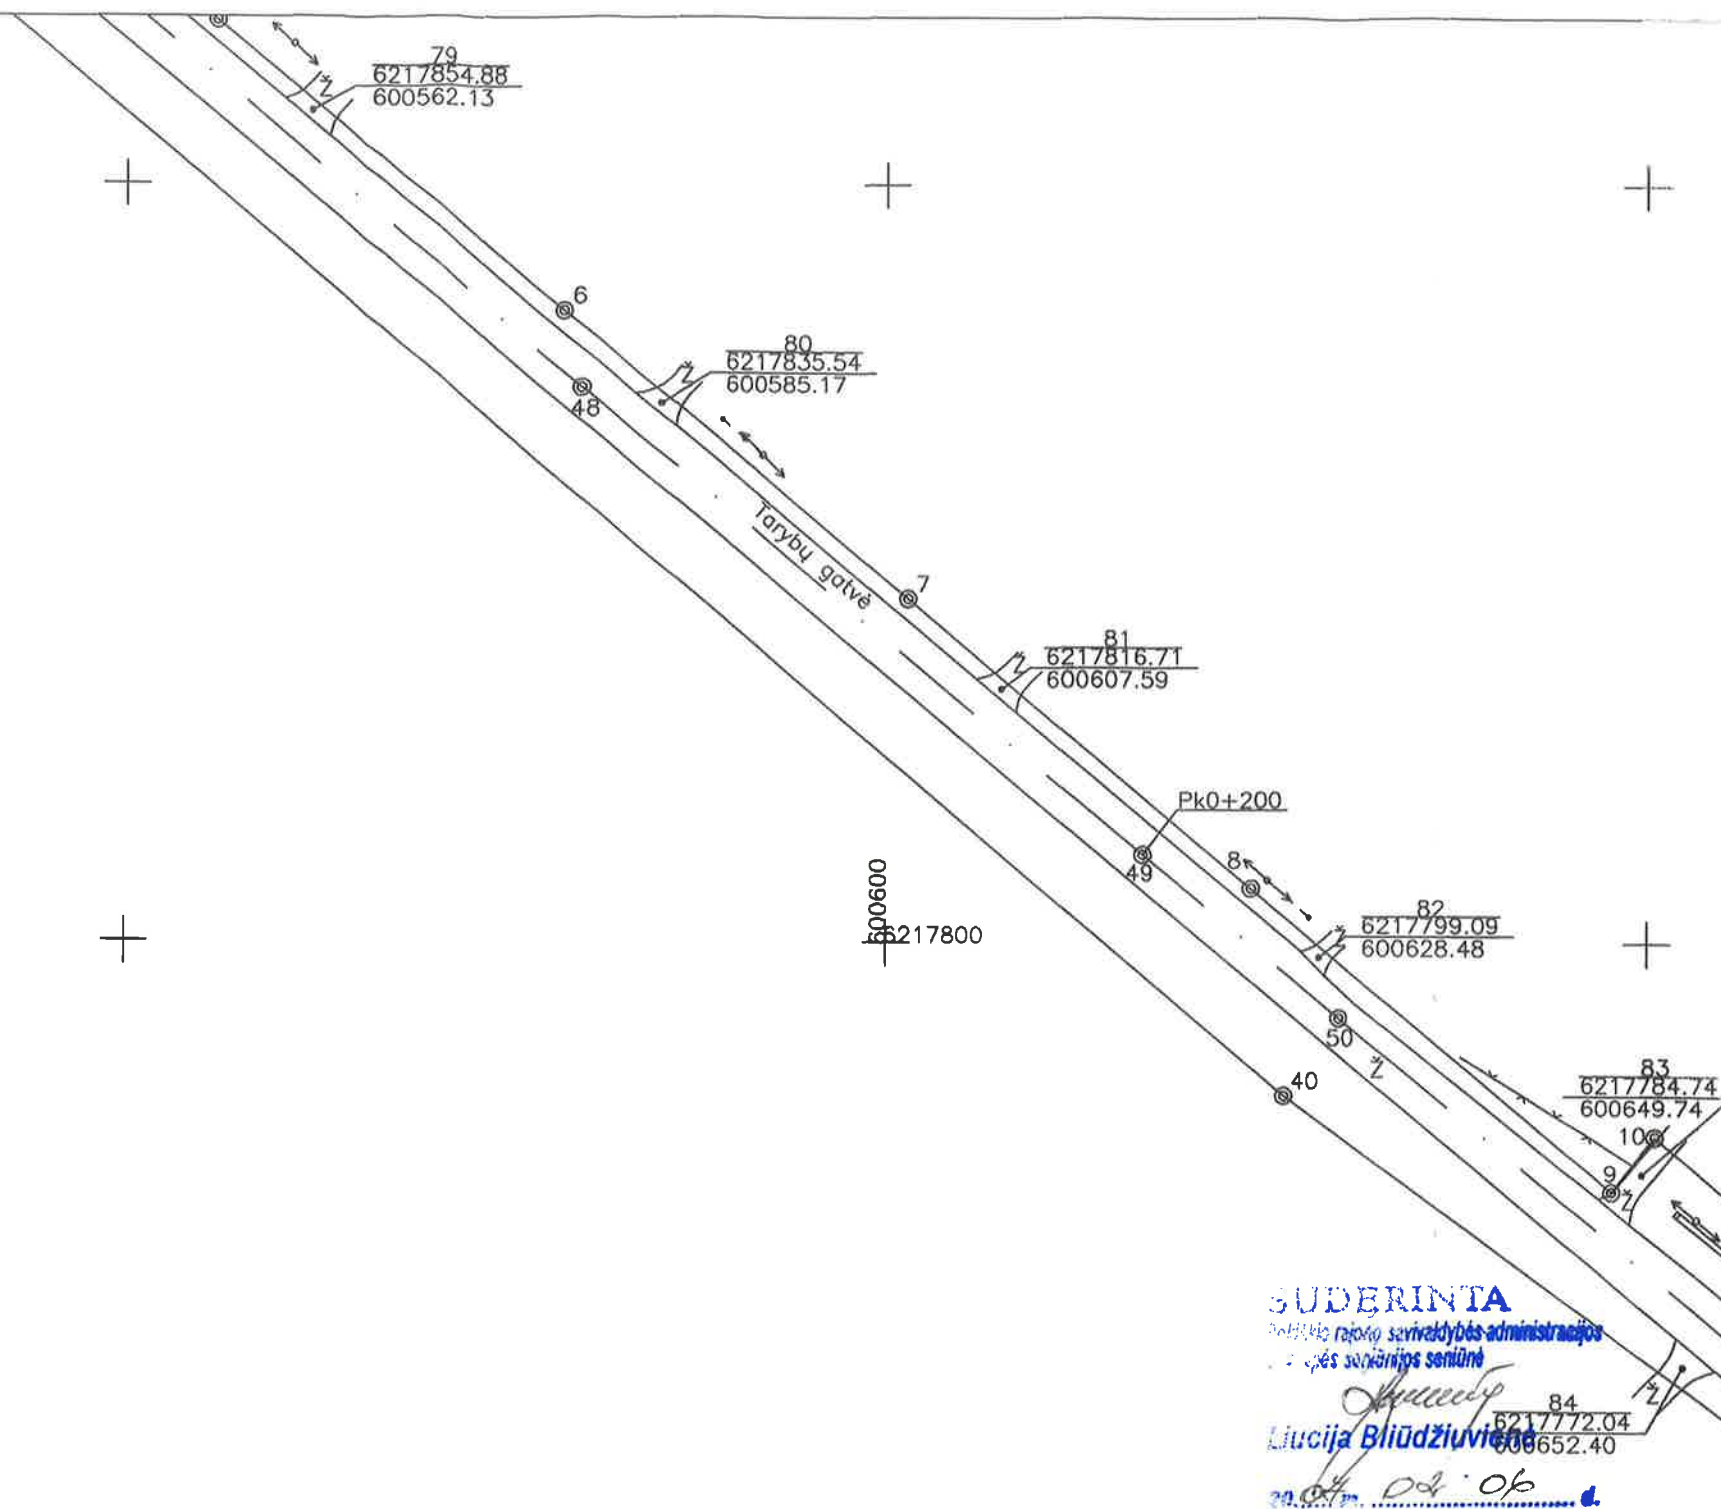 79
6217854.88
600562.13
6
80
6217835.54
600585.17
48
Tarybų gatvė
7
81
6217816.71
600607.59
Pk0+200
49
8
600600
6217800
82
6217799.09
600628.48
50
Ž
40
83
6217784.74
600649.74
10
9
Ž
SUDERINTA
rajono savivaldybės administracijos
seniūnijos seniūnė
Liucija Bliūdžiuvienė
84
6217772.04
600652.40
Ž
2004 m. 02 06 d.